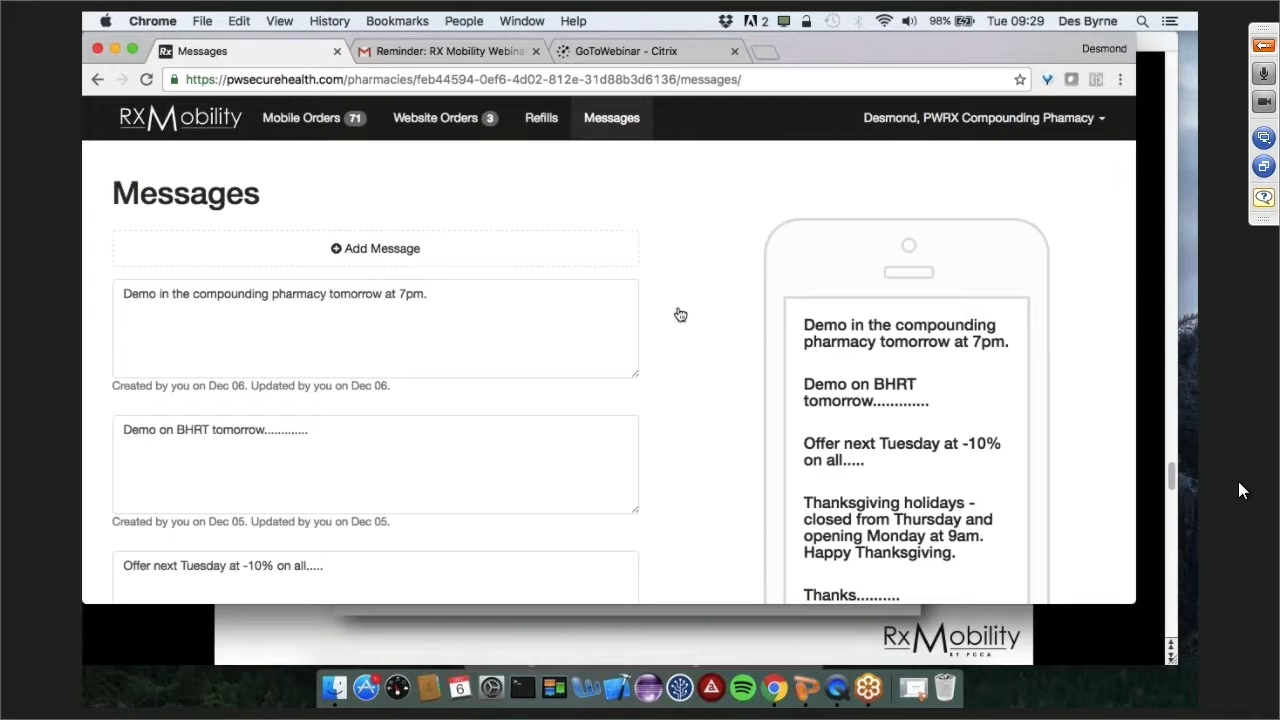 Chrome File Edit View History Bookmarks People Window Help 2 98% Tue 09:29 Des Byrne
Rx Messages Reminder: RX Mobility Webina GoToWebinar - Citrix Desmond
https://pwsecurehealth.com/pharmacies/feb44594-0ef6-4d02-812e-31d88b3d6136/messages/
RXMobility Mobile Orders 71 Website Orders 3 Refills Messages Desmond, PWRX Compounding Phamacy
Messages
Add Message
Demo in the compounding pharmacy tomorrow at 7pm.
Created by you on Dec 06. Updated by you on Dec 06.
Demo on BHRT tomorrow.............
Created by you on Dec 05. Updated by you on Dec 05.
Offer next Tuesday at -10% on all.....
Demo in the compounding
pharmacy tomorrow at 7pm.
Demo on BHRT
tomorrow.............
Offer next Tuesday at -10%
on all.....
Thanksgiving holidays -
closed from Thursday and
opening Monday at 9am.
Happy Thanksgiving.
Thanks..........
RxMobility
BY PCCA
6